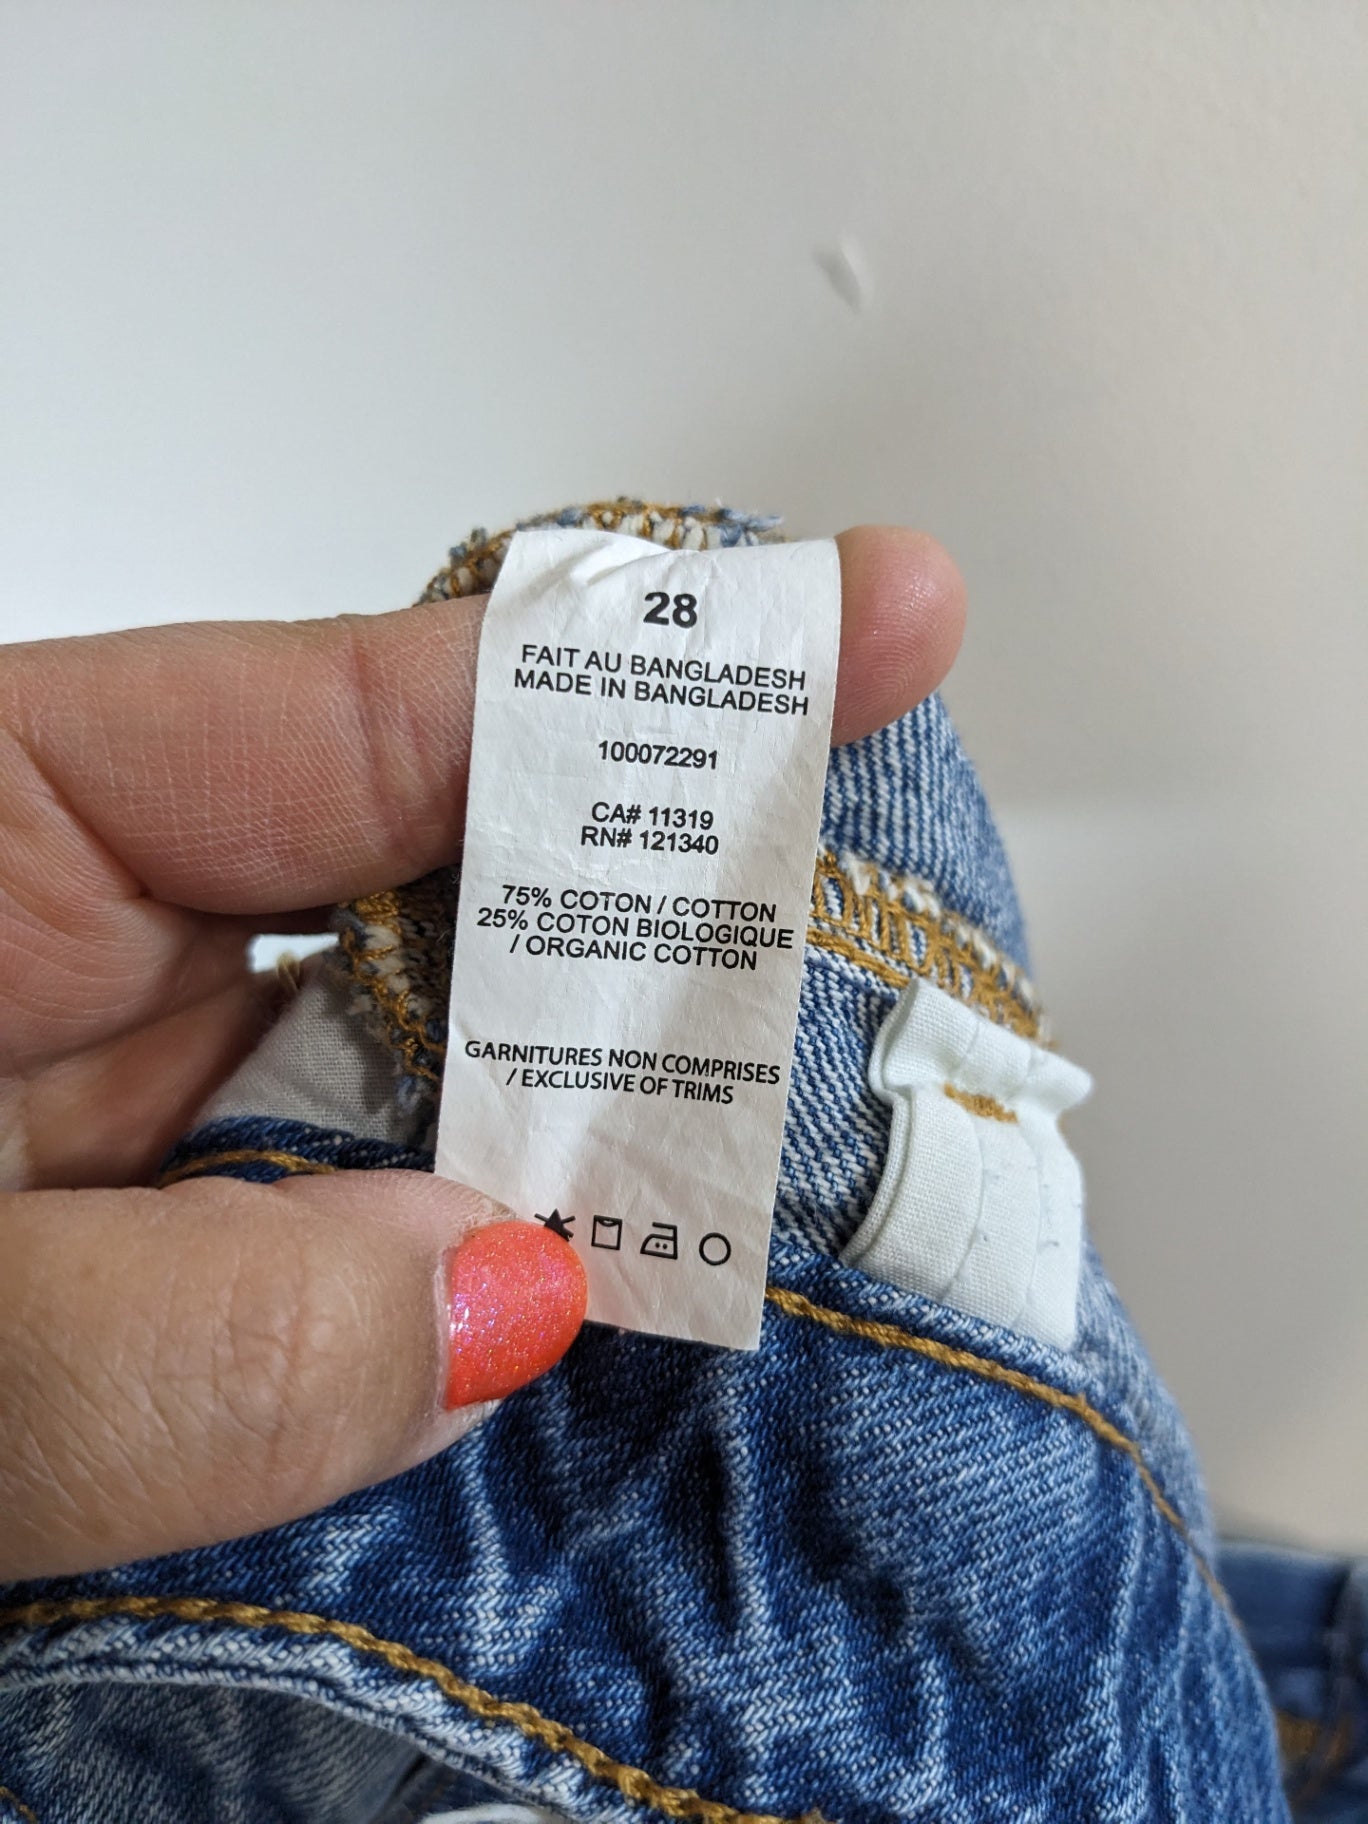 28
FAIT AU BANGLADESH
MADE IN BANGLADESH
100072291
CA# 11319
RN# 121340
75% COTON / COTTON
25% COTON BIOLOGIQUE
/ ORGANIC COTTON
GARNITURES NON COMPRISES
/ EXCLUSIVE OF TRIMS